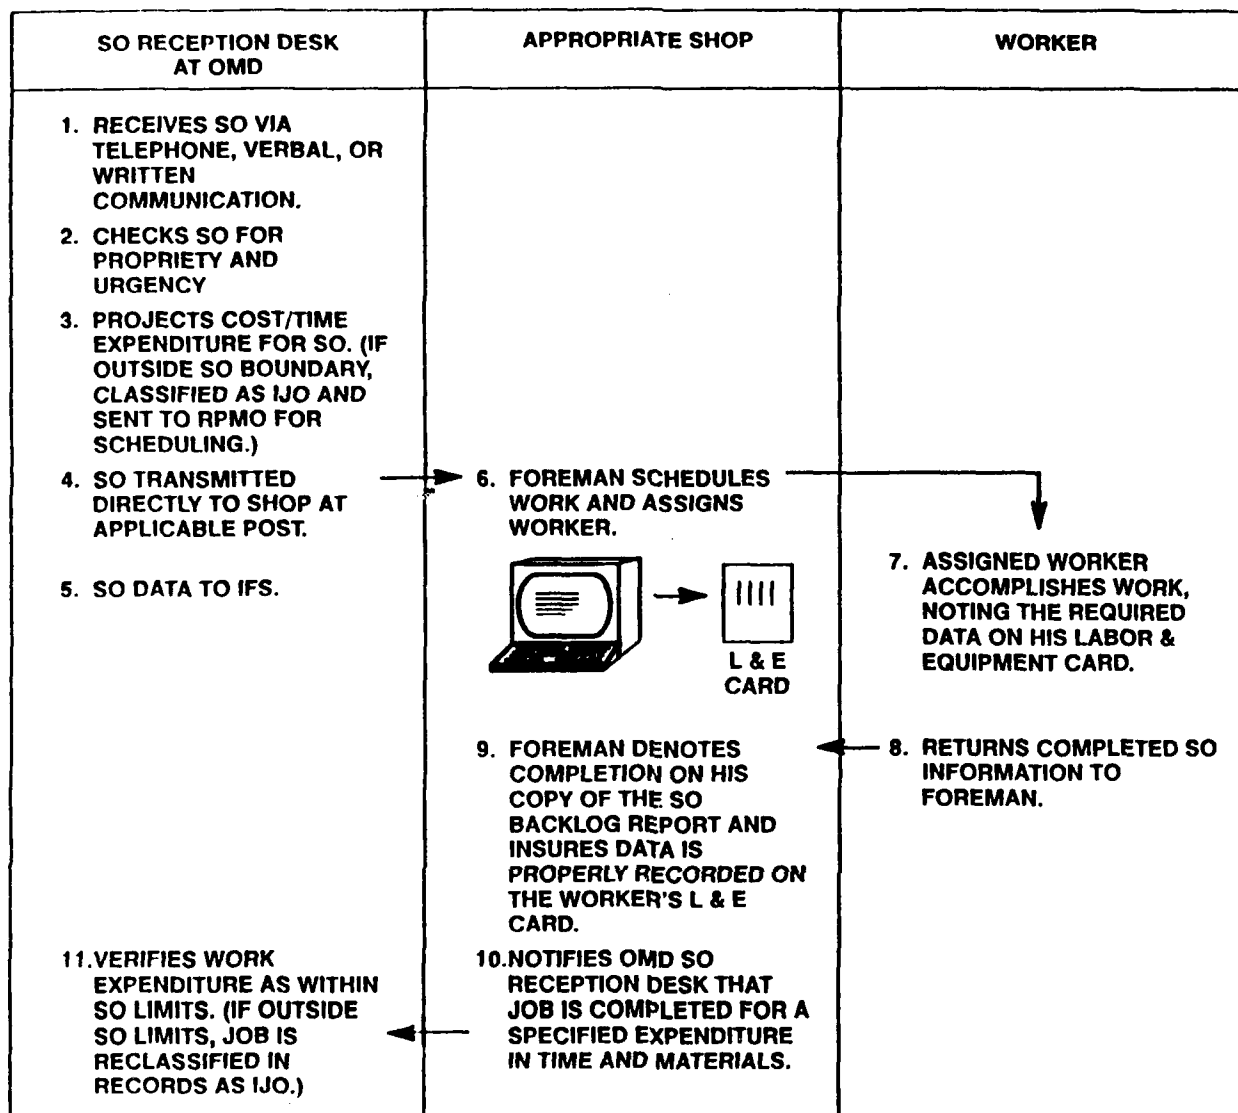 SO RECEPTION DESK
AT OMD
APPROPRIATE SHOP
WORKER
1. RECEIVES SO VIA
TELEPHONE, VERBAL, OR
WRITTEN
COMMUNICATION.
2. CHECKS SO FOR
PROPRIETY AND
URGENCY
3. PROJECTS COST/TIME
EXPENDITURE FOR SO. (IF
OUTSIDE SO BOUNDARY,
CLASSIFIED AS IJO AND
SENT TO RPMO FOR
SCHEDULING.)
4. SO TRANSMITTED
DIRECTLY TO SHOP AT
APPLICABLE POST.
5. SO DATA TO IFS.
6. FOREMAN SCHEDULES
WORK AND ASSIGNS
WORKER.
L & E
CARD
7. ASSIGNED WORKER
ACCOMPLISHES WORK,
NOTING THE REQUIRED
DATA ON HIS LABOR &
EQUIPMENT CARD.
8. RETURNS COMPLETED SO
INFORMATION TO
FOREMAN.
9. FOREMAN DENOTES
COMPLETION ON HIS
COPY OF THE SO
BACKLOG REPORT AND
INSURES DATA IS
PROPERLY RECORDED ON
THE WORKER'S L & E
CARD.
10.NOTIFIES OMD SO
RECEPTION DESK THAT
JOB IS COMPLETED FOR A
SPECIFIED EXPENDITURE
IN TIME AND MATERIALS.
11.VERIFIES WORK
EXPENDITURE AS WITHIN
SO LIMITS. (IF OUTSIDE
SO LIMITS, JOB IS
RECLASSIFIED IN
RECORDS AS IJO.)